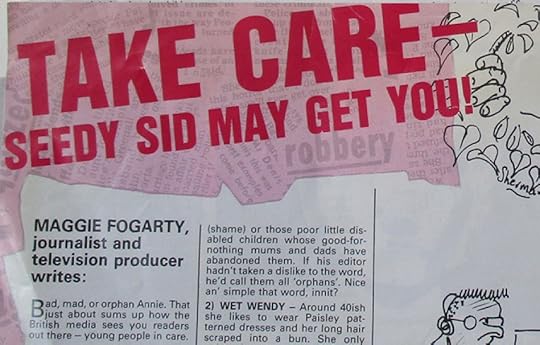 TAKE CARE–
SEEDY SID MAY GET YOU!
robbery
Sherma
MAGGIE FOGARTY,
journalist and
television producer
writes:
Bad, mad, or orphan Annie. That
just about sums up how the
British media sees you readers
out there – young people in care.
(shame) or those poor little dis-
abled children whose good-for-
nothing mums and dads have
abandoned them. If his editor
hadn't taken a dislike to the word,
he'd call them all 'orphans'. Nice
an' simple that word, innit?
2) WET WENDY – Around 40ish
she likes to wear Paisley pat-
terned dresses and her long hair
scraped into a bun. She only